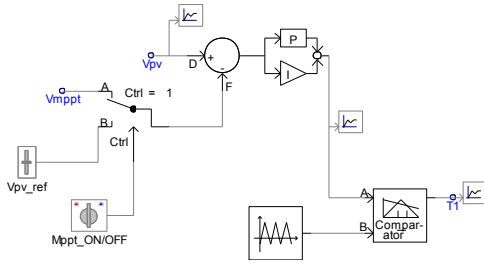 Vpv
D
+
-
F
P
I
Vmppt
A
Ctrl = 1
B
Ctrl
Vpv_ref
Mppt_ON/OFF
A
B
Compar-
ator
T1